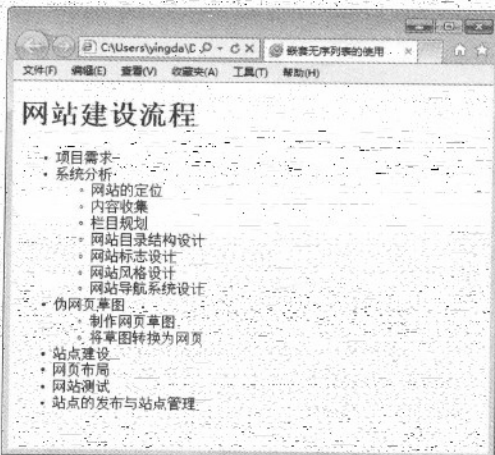 C:\Users\yingda\C
嵌套无序列表的使用
文件(F) 编辑(E) 查看(V) 收藏夹(A) 工具(T) 帮助(H)
网站建设流程
• 项目需求
• 系统分析
◦ 网站的定位
◦ 内容收集
◦ 栏目规划
◦ 网站目录结构设计
◦ 网站标志设计
◦ 网站风格设计
◦ 网站导航系统设计
• 伪网页草图
◦ 制作网页草图
◦ 将草图转换为网页
• 站点建设
• 网页布局
• 网站测试
• 站点的发布与站点管理